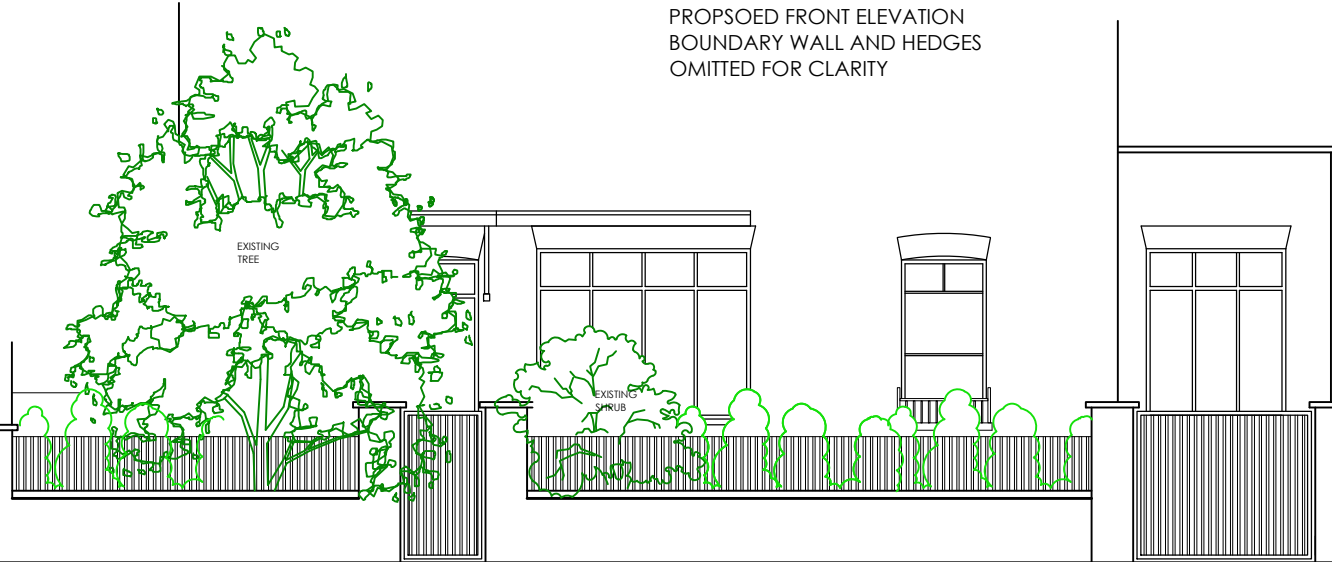 PROPSOED FRONT ELEVATION
BOUNDARY WALL AND HEDGES
OMITTED FOR CLARITY
EXISTING
TREE
EXISTING
SHRUB